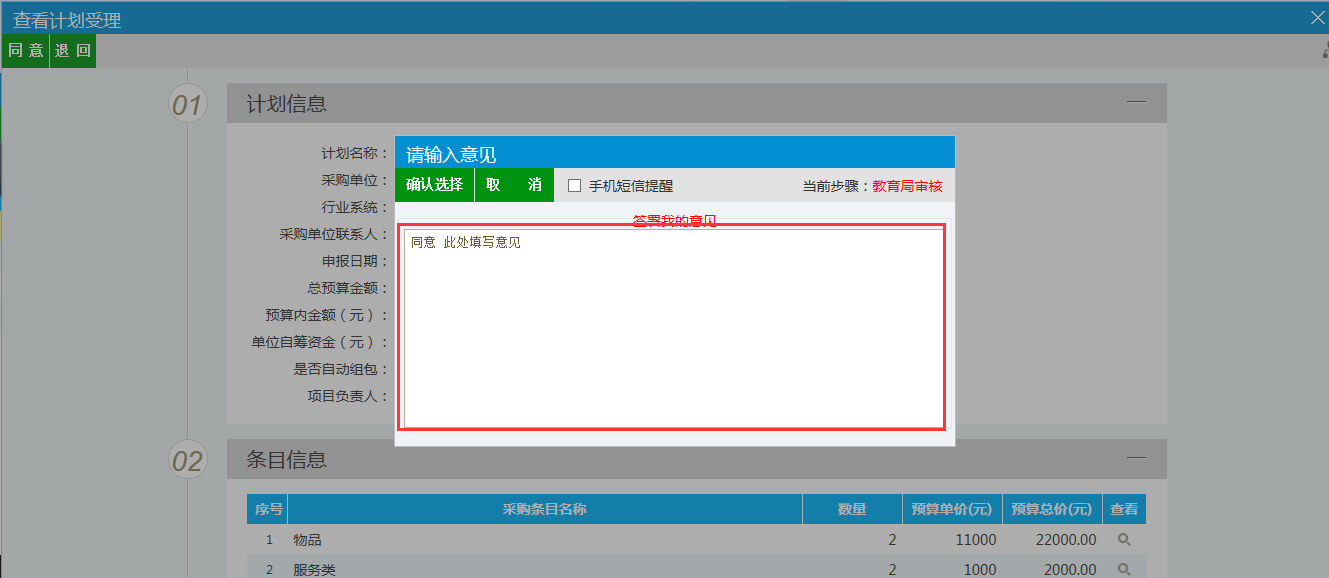 查看计划受理
同 意 退 回
01 计划信息
计划名称：
采购单位：
行业系统：
采购单位联系人：
申报日期：
总预算金额：
预算内金额（元）：
单位自筹资金（元）：
是否自动组包：
项目负责人：
请输入意见
确认选择 取 消 手机短信提醒 当前步骤：教育局审核
签署我的意见
同意 此处填写意见
02 条目信息
序号 采购条目名称 数量 预算单价(元) 预算总价(元) 查看
1 物品 2 11000 22000.00
2 服务类 2 1000 2000.00